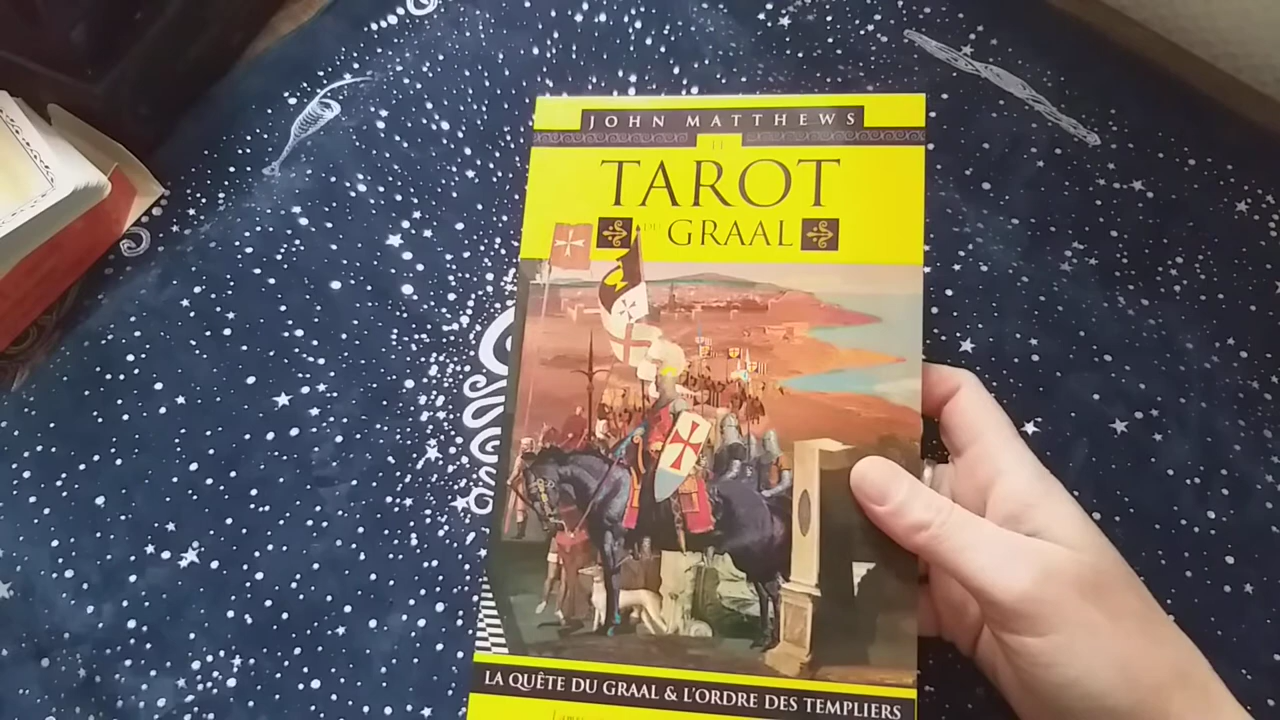 JOHN MATTHEWS
LE
TAROT
DU GRAAL
LA QUÊTE DU GRAAL & L'ORDRE DES TEMPLIERS